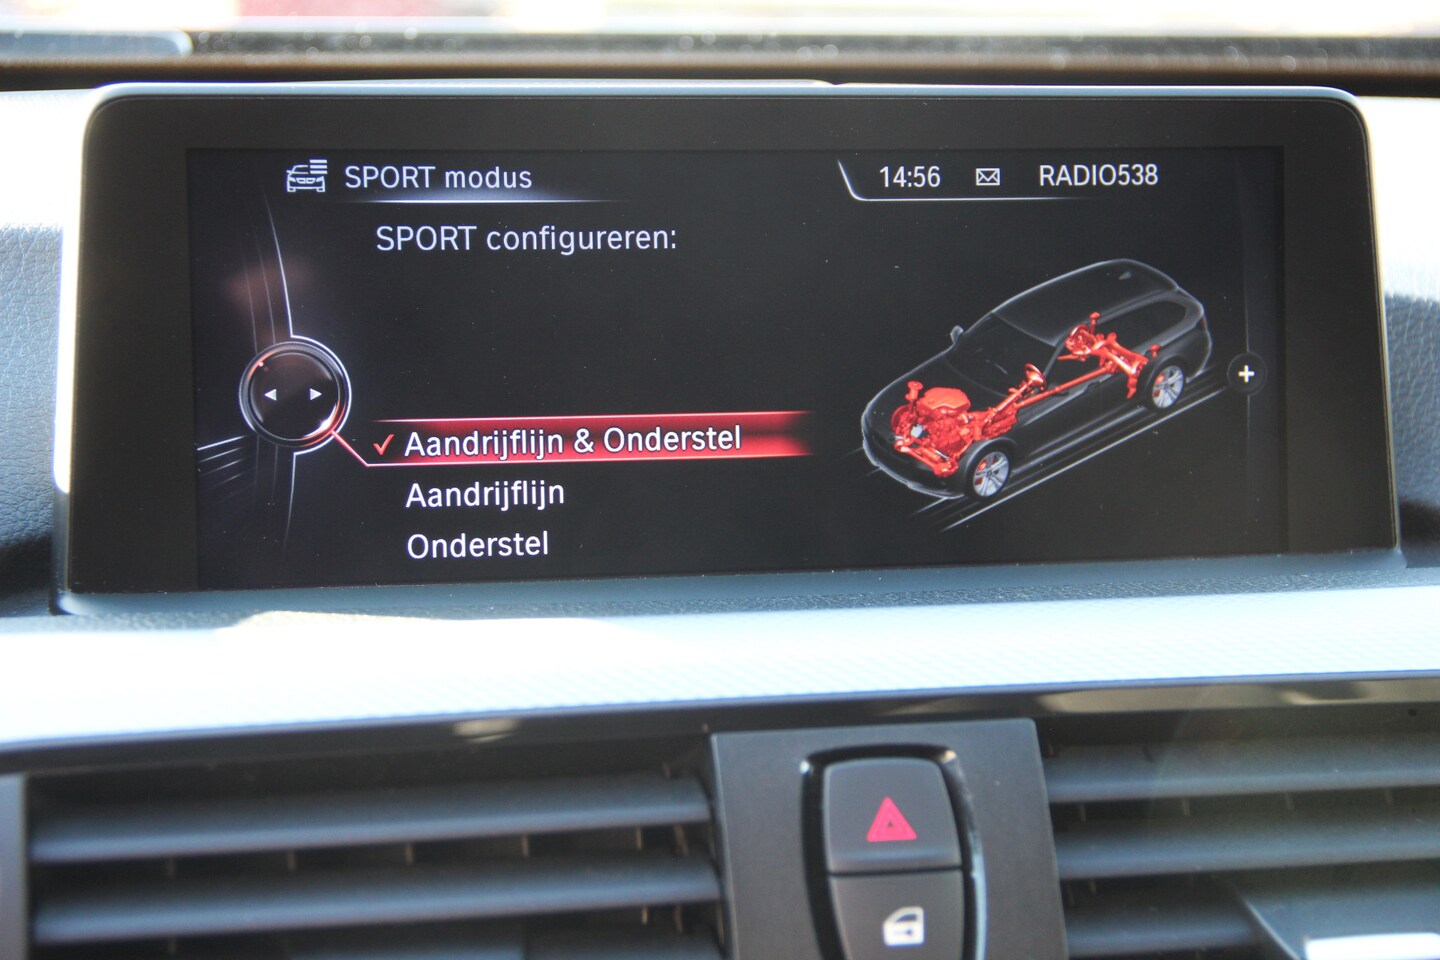 SPORT modus
14:56 RADIO538
SPORT configureren:
Aandrijflijn & Onderstel
Aandrijflijn
Onderstel